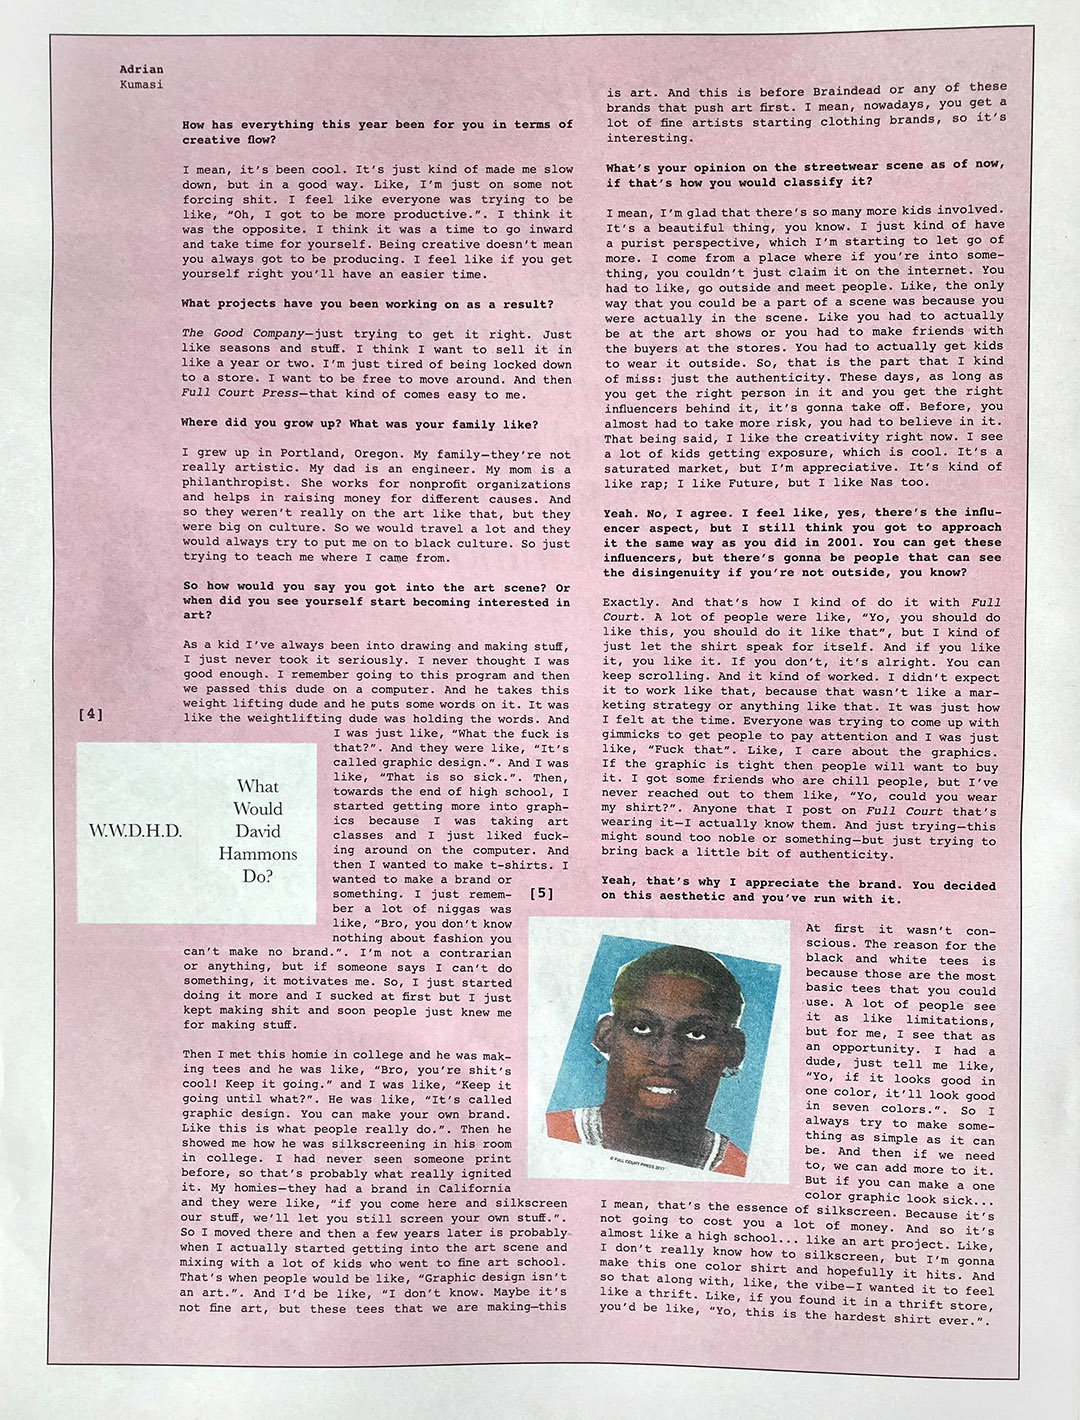 Adrian
Kumasi
How has everything this year been for you in terms of
creative flow?
I mean, it's been cool. It's just kind of made me slow
down, but in a good way. Like, I'm just on some not
forcing shit. I feel like everyone was trying to be
like, “Oh, I got to be more productive.”. I think it
was the opposite. I think it was a time to go inward
and take time for yourself. Being creative doesn't mean
you always got to be producing. I feel like if you get
yourself right you'll have an easier time.
What projects have you been working on as a result?
The Good Company—just trying to get it right. Just
like seasons and stuff. I think I want to sell it in
like a year or two. I'm just tired of being locked down
to a store. I want to be free to move around. And then
Full Court Press—that kind of comes easy to me.
Where did you grow up? What was your family like?
I grew up in Portland, Oregon. My family—they're not
really artistic. My dad is an engineer. My mom is a
philanthropist. She works for nonprofit organizations
and helps in raising money for different causes. And
so they weren't really on the art like that, but they
were big on culture. So we would travel a lot and they
would always try to put me on to black culture. So just
trying to teach me where I came from.
So how would you say you got into the art scene? Or
when did you see yourself start becoming interested in
art?
As a kid I've always been into drawing and making stuff,
I just never took it seriously. I never thought I was
good enough. I remember going to this program and then
we passed this dude on a computer. And he takes this
weight lifting dude and he puts some words on it. It was
like the weightlifting dude was holding the words. And
I was just like, “What the fuck is
that?”. And they were like, “It's
called graphic design.”. And I was
like, “That is so sick.”. Then,
towards the end of high school, I
started getting more into graph-
ics because I was taking art
classes and I just liked fuck-
ing around on the computer. And
then I wanted to make t-shirts. I
wanted to make a brand or
something. I just remem-
ber a lot of niggas was
like, “Bro, you don't know
nothing about fashion you
can't make no brand.”. I'm not a contrarian
or anything, but if someone says I can't do
something, it motivates me. So, I just started
doing it more and I sucked at first but I just
kept making shit and soon people just knew me
for making stuff.
Then I met this homie in college and he was mak-
ing tees and he was like, “Bro, you're shit's
cool! Keep it going.” and I was like, “Keep it
going until what?”. He was like, “It's called
graphic design. You can make your own brand.
Like this is what people really do.”. Then he
showed me how he was silkscreening in his room
in college. I had never seen someone print
before, so that's probably what really ignited
it. My homies—they had a brand in California
and they were like, “if you come here and silkscreen
our stuff, we'll let you still screen your own stuff.”.
So I moved there and then a few years later is probably
when I actually started getting into the art scene and
mixing with a lot of kids who went to fine art school.
That's when people would be like, “Graphic design isn't
an art.”. And I'd be like, “I don't know. Maybe it's
not fine art, but these tees that we are making—this
[4]
W.W.D.H.D.
What
Would
David
Hammons
Do?
is art. And this is before Braindead or any of these
brands that push art first. I mean, nowadays, you get a
lot of fine artists starting clothing brands, so it's
interesting.
What's your opinion on the streetwear scene as of now,
if that's how you would classify it?
I mean, I'm glad that there's so many more kids involved.
It's a beautiful thing, you know. I just kind of have
a purist perspective, which I'm starting to let go of
more. I come from a place where if you're into some-
thing, you couldn't just claim it on the internet. You
had to like, go outside and meet people. Like, the only
way that you could be a part of a scene was because you
were actually in the scene. Like you had to actually
be at the art shows or you had to make friends with
the buyers at the stores. You had to actually get kids
to wear it outside. So, that is the part that I kind
of miss: just the authenticity. These days, as long as
you get the right person in it and you get the right
influencers behind it, it's gonna take off. Before, you
almost had to take more risk, you had to believe in it.
That being said, I like the creativity right now. I see
a lot of kids getting exposure, which is cool. It's a
saturated market, but I'm appreciative. It's kind of
like rap; I like Future, but I like Nas too.
Yeah. No, I agree. I feel like, yes, there's the influ-
encer aspect, but I still think you got to approach
it the same way as you did in 2001. You can get these
influencers, but there's gonna be people that can see
the disingenuity if you're not outside, you know?
Exactly. And that's how I kind of do it with Full
Court. A lot of people were like, “Yo, you should do
like this, you should do it like that”, but I kind of
just let the shirt speak for itself. And if you like
it, you like it. If you don't, it's alright. You can
keep scrolling. And it kind of worked. I didn't expect
it to work like that, because that wasn't like a mar-
keting strategy or anything like that. It was just how
I felt at the time. Everyone was trying to come up with
gimmicks to get people to pay attention and I was just
like, “Fuck that”. Like, I care about the graphics.
If the graphic is tight then people will want to buy
it. I got some friends who are chill people, but I've
never reached out to them like, “Yo, could you wear
my shirt?”. Anyone that I post on Full Court that's
wearing it—I actually know them. And just trying—this
might sound too noble or something—but just trying to
bring back a little bit of authenticity.
Yeah, that's why I appreciate the brand. You decided
on this aesthetic and you've run with it.
[5]
© FULL COURT PRESS 2017
At first it wasn't con-
scious. The reason for the
black and white tees is
because those are the most
basic tees that you could
use. A lot of people see
it as like limitations,
but for me, I see that as
an opportunity. I had a
dude, just tell me like,
“Yo, if it looks good in
one color, it'll look good
in seven colors.”. So I
always try to make some-
thing as simple as it can
be. And then if we need
to, we can add more to it.
But if you can make a one
color graphic look sick...
I mean, that's the essence of silkscreen. Because it's
not going to cost you a lot of money. And so it's
almost like a high school... like an art project. Like,
I don't really know how to silkscreen, but I'm gonna
make this one color shirt and hopefully it hits. And
so that along with, like, the vibe—I wanted it to feel
like a thrift. Like, if you found it in a thrift store,
you'd be like, “Yo, this is the hardest shirt ever.”.